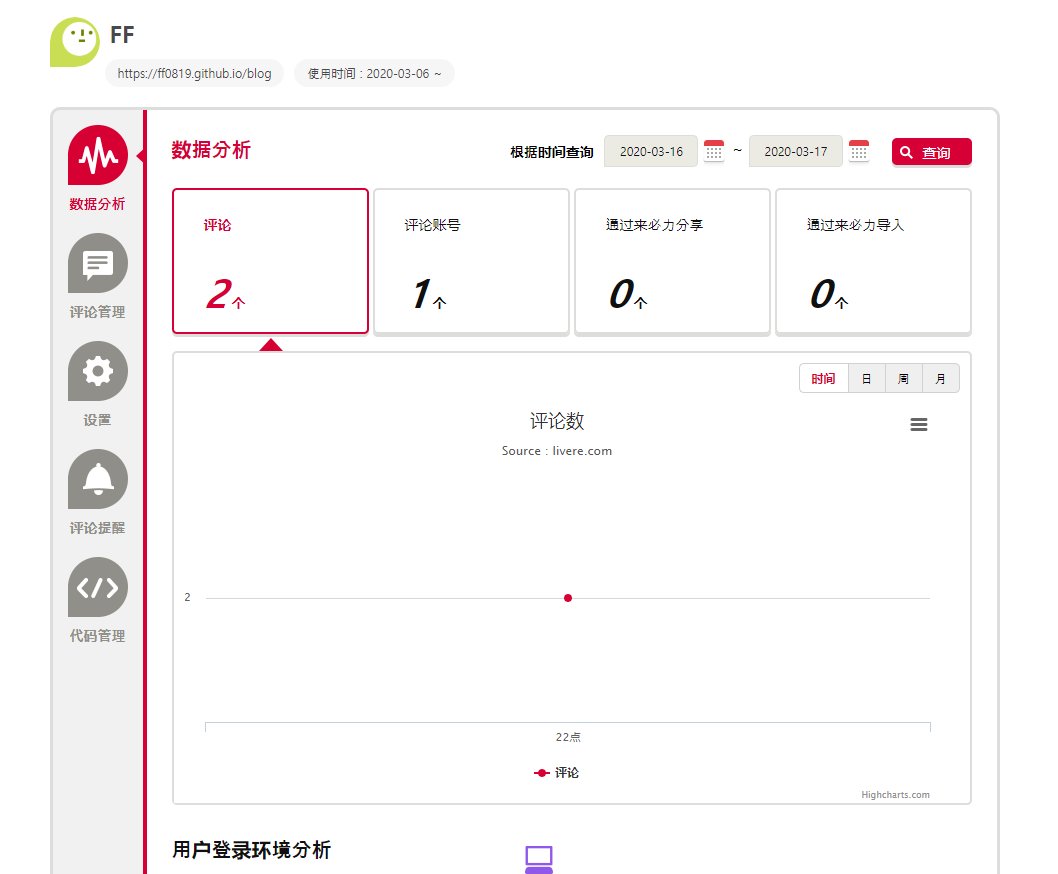 FF
https://ff0819.github.io/blog
使用时间 : 2020-03-06 ~
数据分析
评论管理
设置
评论提醒
代码管理
数据分析
根据时间查询 2020-03-16 ~ 2020-03-17 查询
评论 评论账号 通过来必力分享 通过来必力导入
2个 1个 0个 0个
时间 日 周 月
评论数
Source : livere.com
2
22点
评论
Highcharts.com
用户登录环境分析